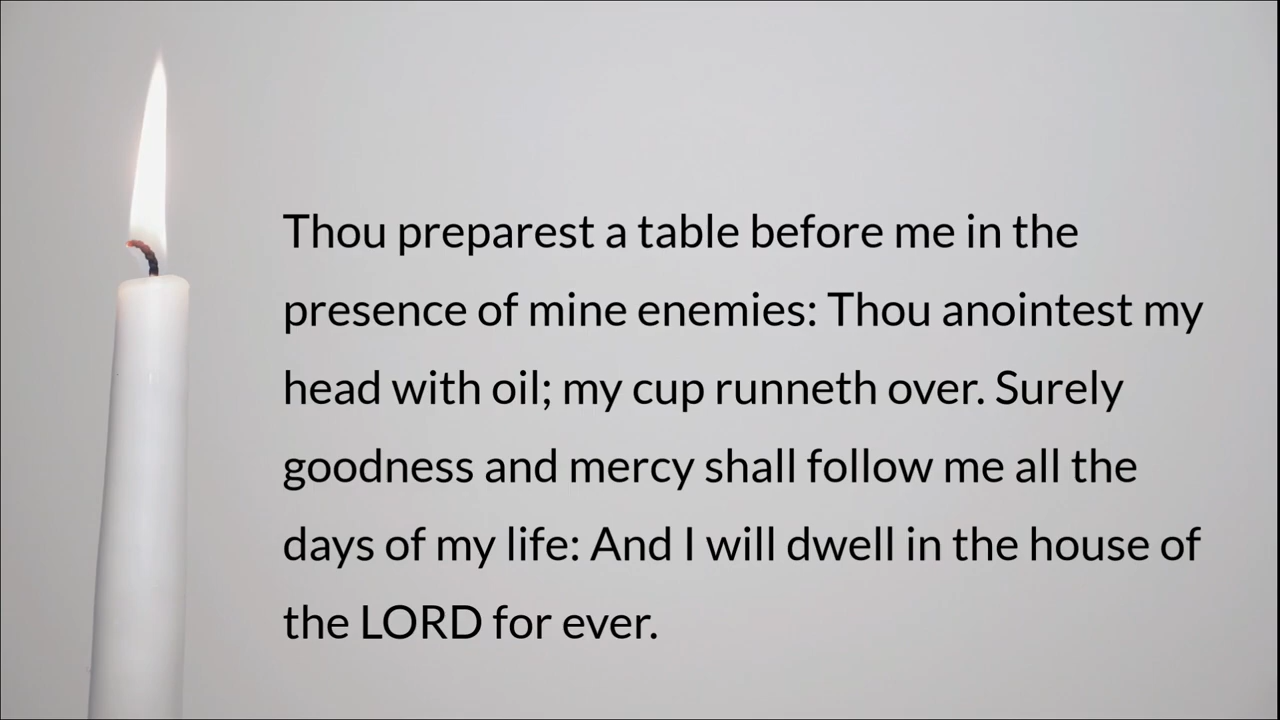 Thou preparest a table before me in the
presence of mine enemies: Thou anointest my
head with oil; my cup runneth over. Surely
goodness and mercy shall follow me all the
days of my life: And I will dwell in the house of
the LORD for ever.